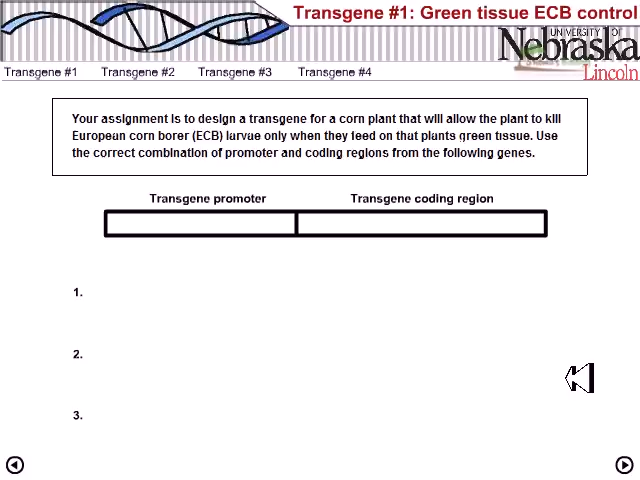 Transgene #1: Green tissue ECB control
UNIVERSITY OF
Nebraska
Lincoln
Transgene #1 Transgene #2 Transgene #3 Transgene #4
Your assignment is to design a transgene for a corn plant that will allow the plant to kill
European corn borer (ECB) larvae only when they feed on that plants green tissue. Use
the correct combination of promoter and coding regions from the following genes.
Transgene promoter Transgene coding region
1.
2.
3.